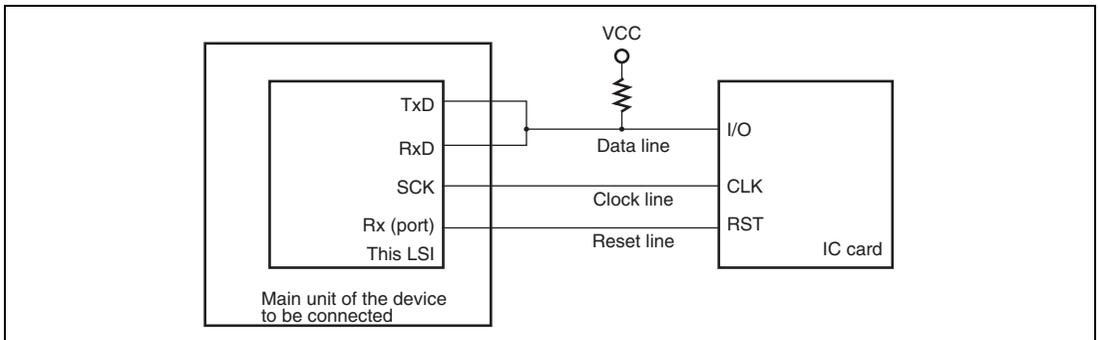 VCC
TxD
RxD
SCK
Rx (port)
This LSI
Data line
Clock line
Reset line
I/O
CLK
RST
IC card
Main unit of the device
to be connected